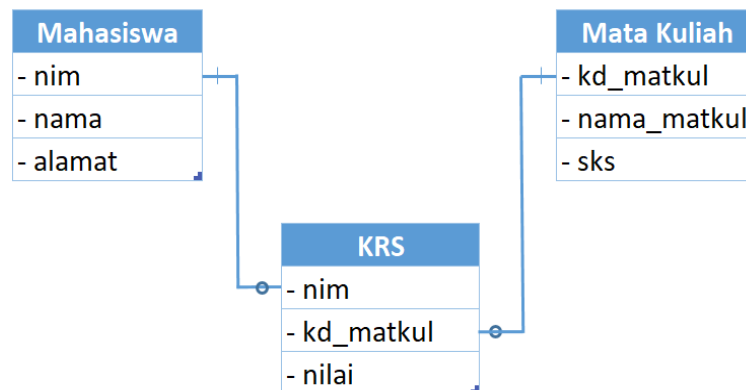 Mahasiswa
- nim
- nama
- alamat
Mata Kuliah
- kd_matkul
- nama_matkul
- sks
KRS
- nim
- kd_matkul
- nilai